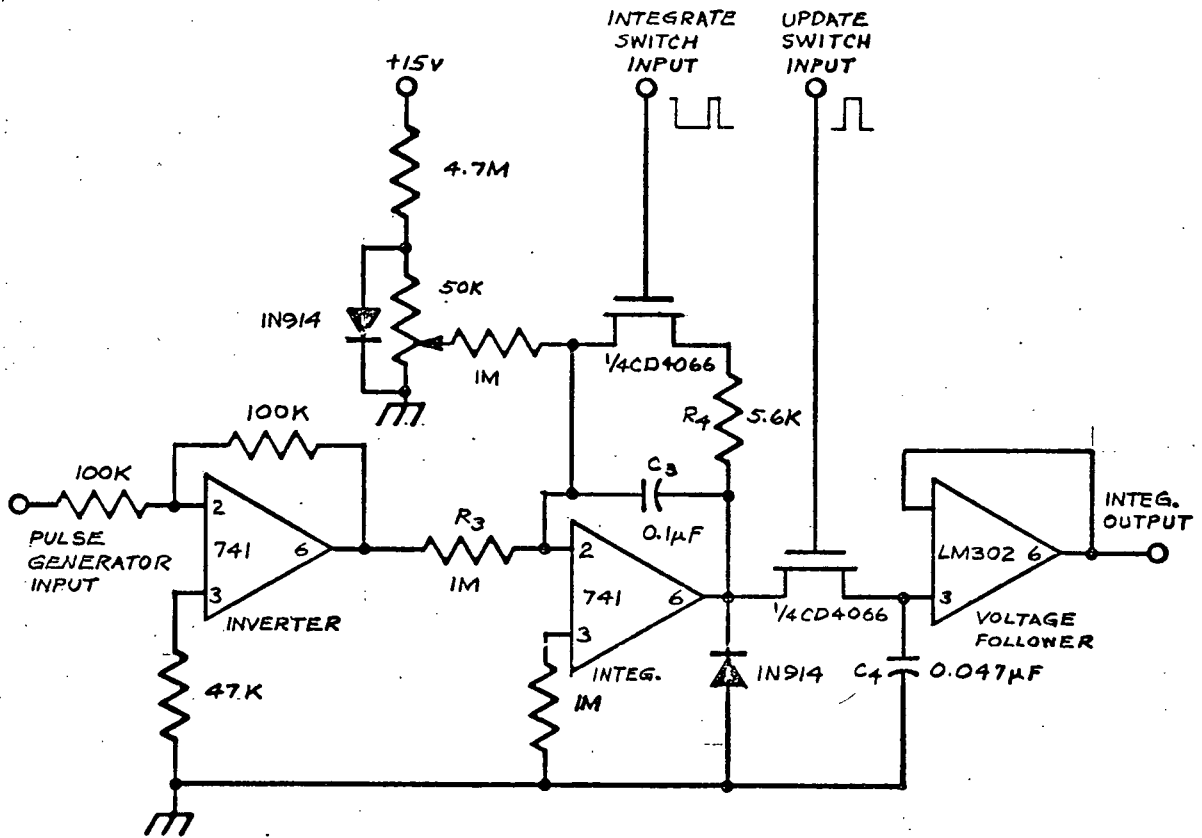 INTEGRATE
SWITCH
INPUT
UPDATE
SWITCH
INPUT
+15V
4.7M
50K
IN914
1M
1/4CD4066
R4
5.6K
100K
100K
C3
0.1µF
R3
1M
2
741
6
3
INVERTER
PULSE
GENERATOR
INPUT
47K
2
741
6
3
INTEG.
1M
1/4CD4066
IN914
C4
0.047µF
LM302
6
3
VOLTAGE
FOLLOWER
INTEG.
OUTPUT